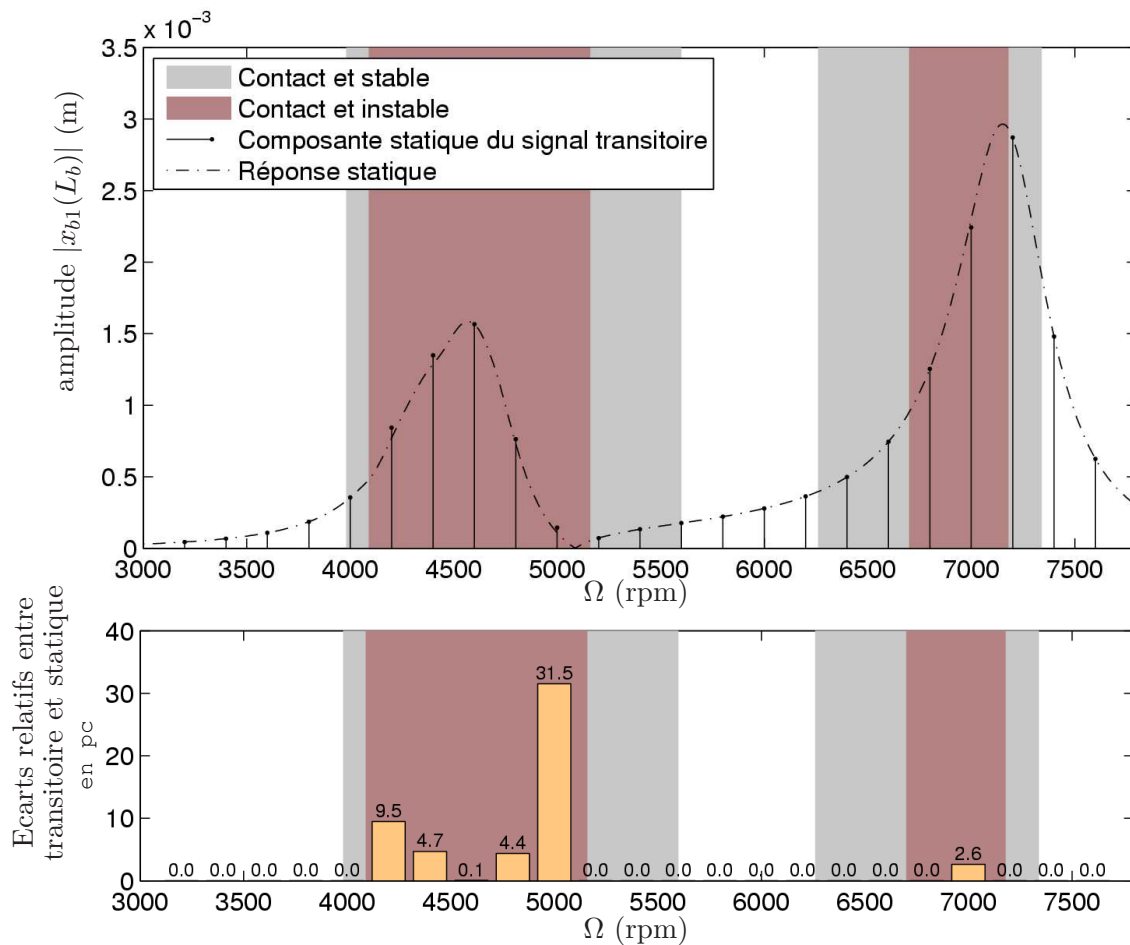 x 10⁻³
3.5
3
2.5
2
1.5
1
0.5
0
amplitude |x_{b1}(L_b)| (m)
Contact et stable
Contact et instable
Composante statique du signal transitoire
Réponse statique
3000 3500 4000 4500 5000 5500 6000 6500 7000 7500
Ω (rpm)
Ecarts relatifs entre
transitoire et statique
en pc
40
30
20
10
0
0.0 0.0 0.0 0.0 0.0 9.5 4.7 0.1 4.4 31.5 0.0 0.0 0.0 0.0 0.0 0.0 0.0 0.0 0.0 2.6 0.0 0.0 0.0
3000 3500 4000 4500 5000 5500 6000 6500 7000 7500
Ω (rpm)